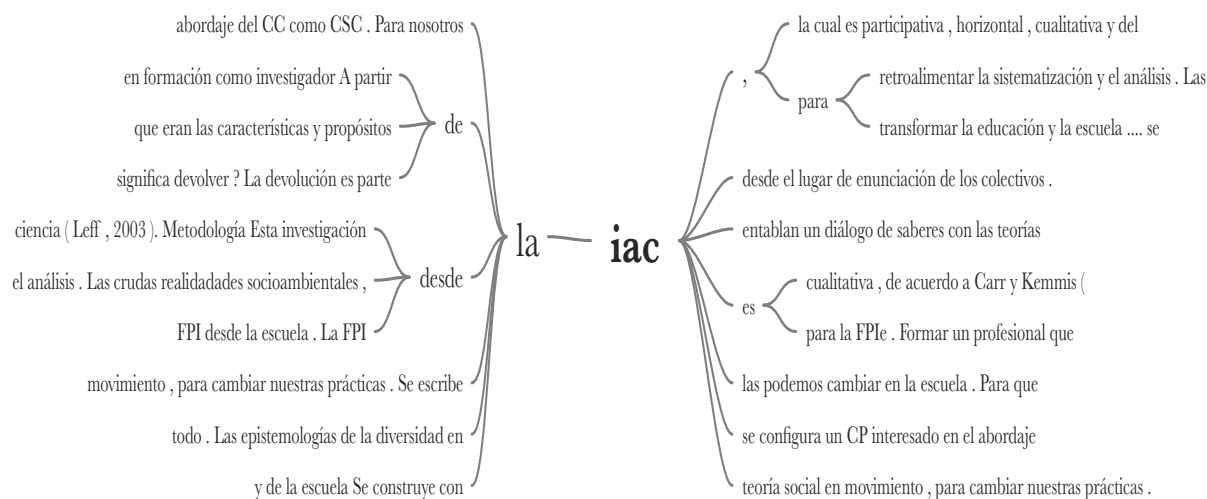 abordaje del CC como CSC . Para nosotros
en formación como investigador A partir
que eran las características y propósitos
significa devolver ? La devolución es parte
de
ciencia ( Leff , 2003 ). Metodología Esta investigación
el análisis . Las crudas realidadades socioambientales ,
FPI desde la escuela . La FPI
desde
movimiento , para cambiar nuestras prácticas . Se escribe
todo . Las epistemologías de la diversidad en
y de la escuela Se construye con
la
iac
,
la cual es participativa , horizontal , cualitativa y del
para
retroalimentar la sistematización y el análisis . Las
transformar la educación y la escuela .... se
desde el lugar de enunciación de los colectivos .
entablan un diálogo de saberes con las teorías
es
cualitativa , de acuerdo a Carr y Kemmis (
para la FPIe . Formar un profesional que
las podemos cambiar en la escuela . Para que
se configura un CP interesado en el abordaje
teoría social en movimiento , para cambiar nuestras prácticas .